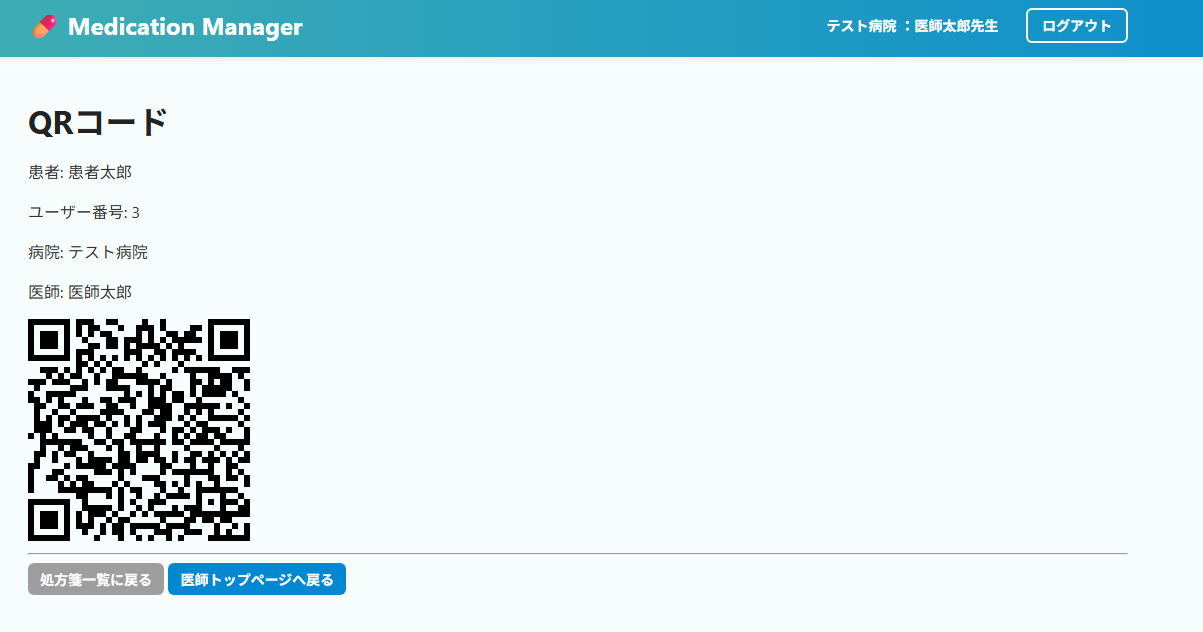 Medication Manager
テスト病院 ：医師太郎先生
ログアウト
QRコード
患者: 患者太郎
ユーザー番号: 3
病院: テスト病院
医師: 医師太郎
処方箋一覧に戻る
医師トップページへ戻る